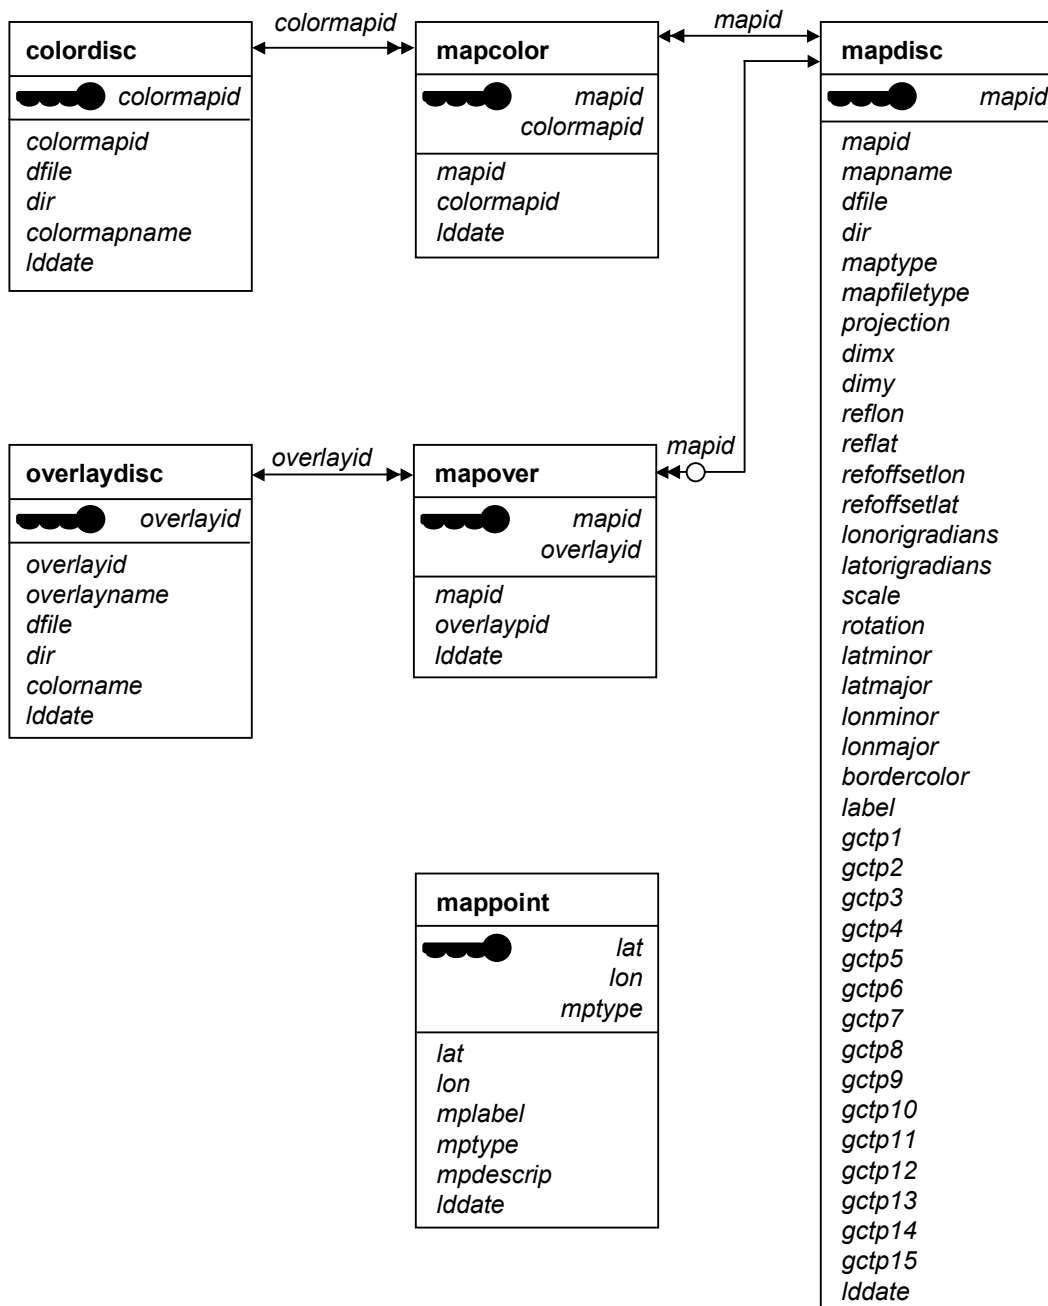 colormapid
mapid
colordisc
colormapid
colormapid
dfile
dir
colormapname
lddate
mapcolor
mapid
colormapid
mapid
colormapid
lddate
mapdisc
mapid
mapid
mapname
dfile
dir
maptype
mapfiletype
projection
dimx
dimy
reflon
reflat
refoffsetlon
refoffsetlat
lonorigradians
latorigradians
scale
rotation
latminor
latmajor
lonminor
lonmajor
bordercolor
label
gctp1
gctp2
gctp3
gctp4
gctp5
gctp6
gctp7
gctp8
gctp9
gctp10
gctp11
gctp12
gctp13
gctp14
gctp15
lddate
overlayid
mapid
overlaydisc
overlayid
overlayid
overlayname
dfile
dir
colorname
lddate
mapover
mapid
overlayid
mapid
overlaypid
lddate
mappoint
lat
lon
mptype
lat
lon
mplabel
mptype
mpdescrip
lddate